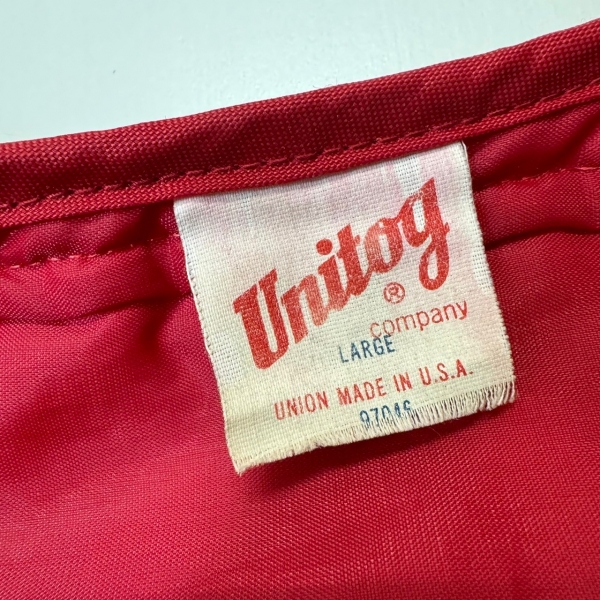 Unitog
®
company
LARGE
UNION MADE IN U.S.A.
97046